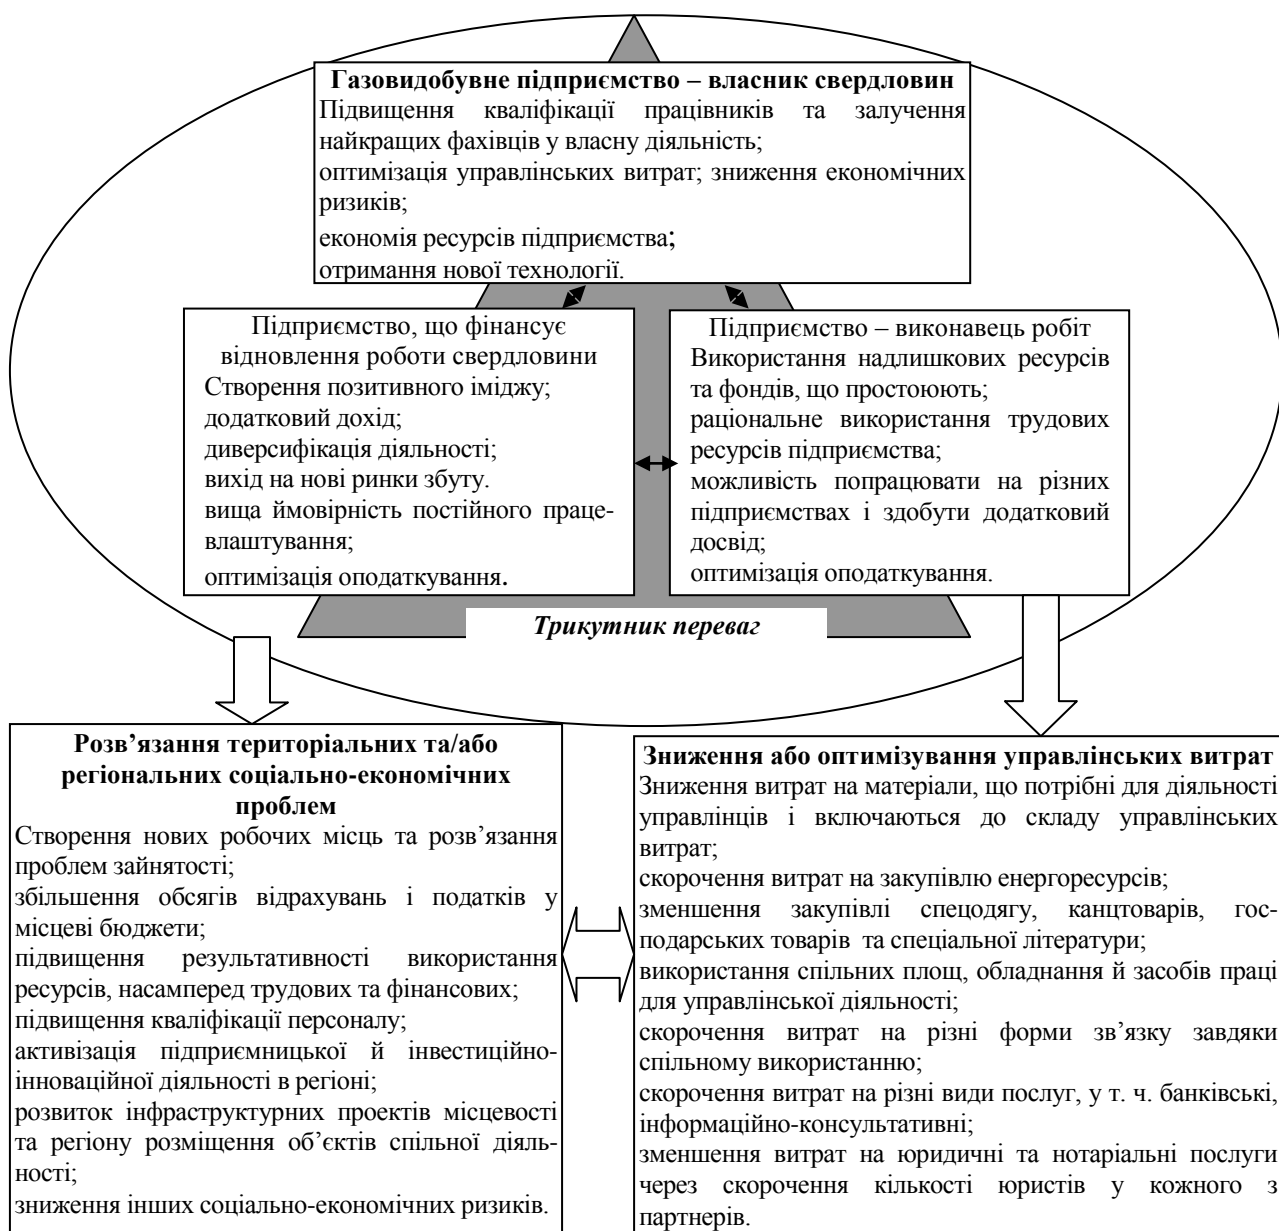 Газовидобувне підприємство – власник свердловин
Підвищення кваліфікації працівників та залучення
найкращих фахівців у власну діяльність;
оптимізація управлінських витрат; зниження економічних
ризиків;
економія ресурсів підприємства;
отримання нової технології.
Підприємство, що фінансує
відновлення роботи свердловини
Створення позитивного іміджу;
додатковий дохід;
диверсифікація діяльності;
вихід на нові ринки збуту.
вища ймовірність постійного праце-
влаштування;
оптимізація оподаткування.
Підприємство – виконавець робіт
Використання надлишкових ресурсів
та фондів, що простоюють;
раціональне використання трудових
ресурсів підприємства;
можливість попрацювати на різних
підприємствах і здобути додатковий
досвід;
оптимізація оподаткування.
Трикутник переваг
Розв’язання територіальних та/або
регіональних соціально-економічних
проблем
Створення нових робочих місць та розв’язання
проблем зайнятості;
збільшення обсягів відрахувань і податків у
місцеві бюджети;
підвищення результативності використання
ресурсів, насамперед трудових та фінансових;
підвищення кваліфікації персоналу;
активізація підприємницької й інвестиційно-
інноваційної діяльності в регіоні;
розвиток інфраструктурних проектів місцевості
та регіону розміщення об’єктів спільної діяль-
ності;
зниження інших соціально-економічних ризиків.
Зниження або оптимізування управлінських витрат
Зниження витрат на матеріали, що потрібні для діяльності
управлінців і включаються до складу управлінських
витрат;
скорочення витрат на закупівлю енергоресурсів;
зменшення закупівлі спецодягу, канцтоварів, гос-
подарських товарів та спеціальної літератури;
використання спільних площ, обладнання й засобів праці
для управлінської діяльності;
скорочення витрат на різні форми зв’язку завдяки
спільному використанню;
скорочення витрат на різні види послуг, у т. ч. банківські,
інформаційно-консультативні;
зменшення витрат на юридичні та нотаріальні послуги
через скорочення кількості юристів у кожного з
партнерів.